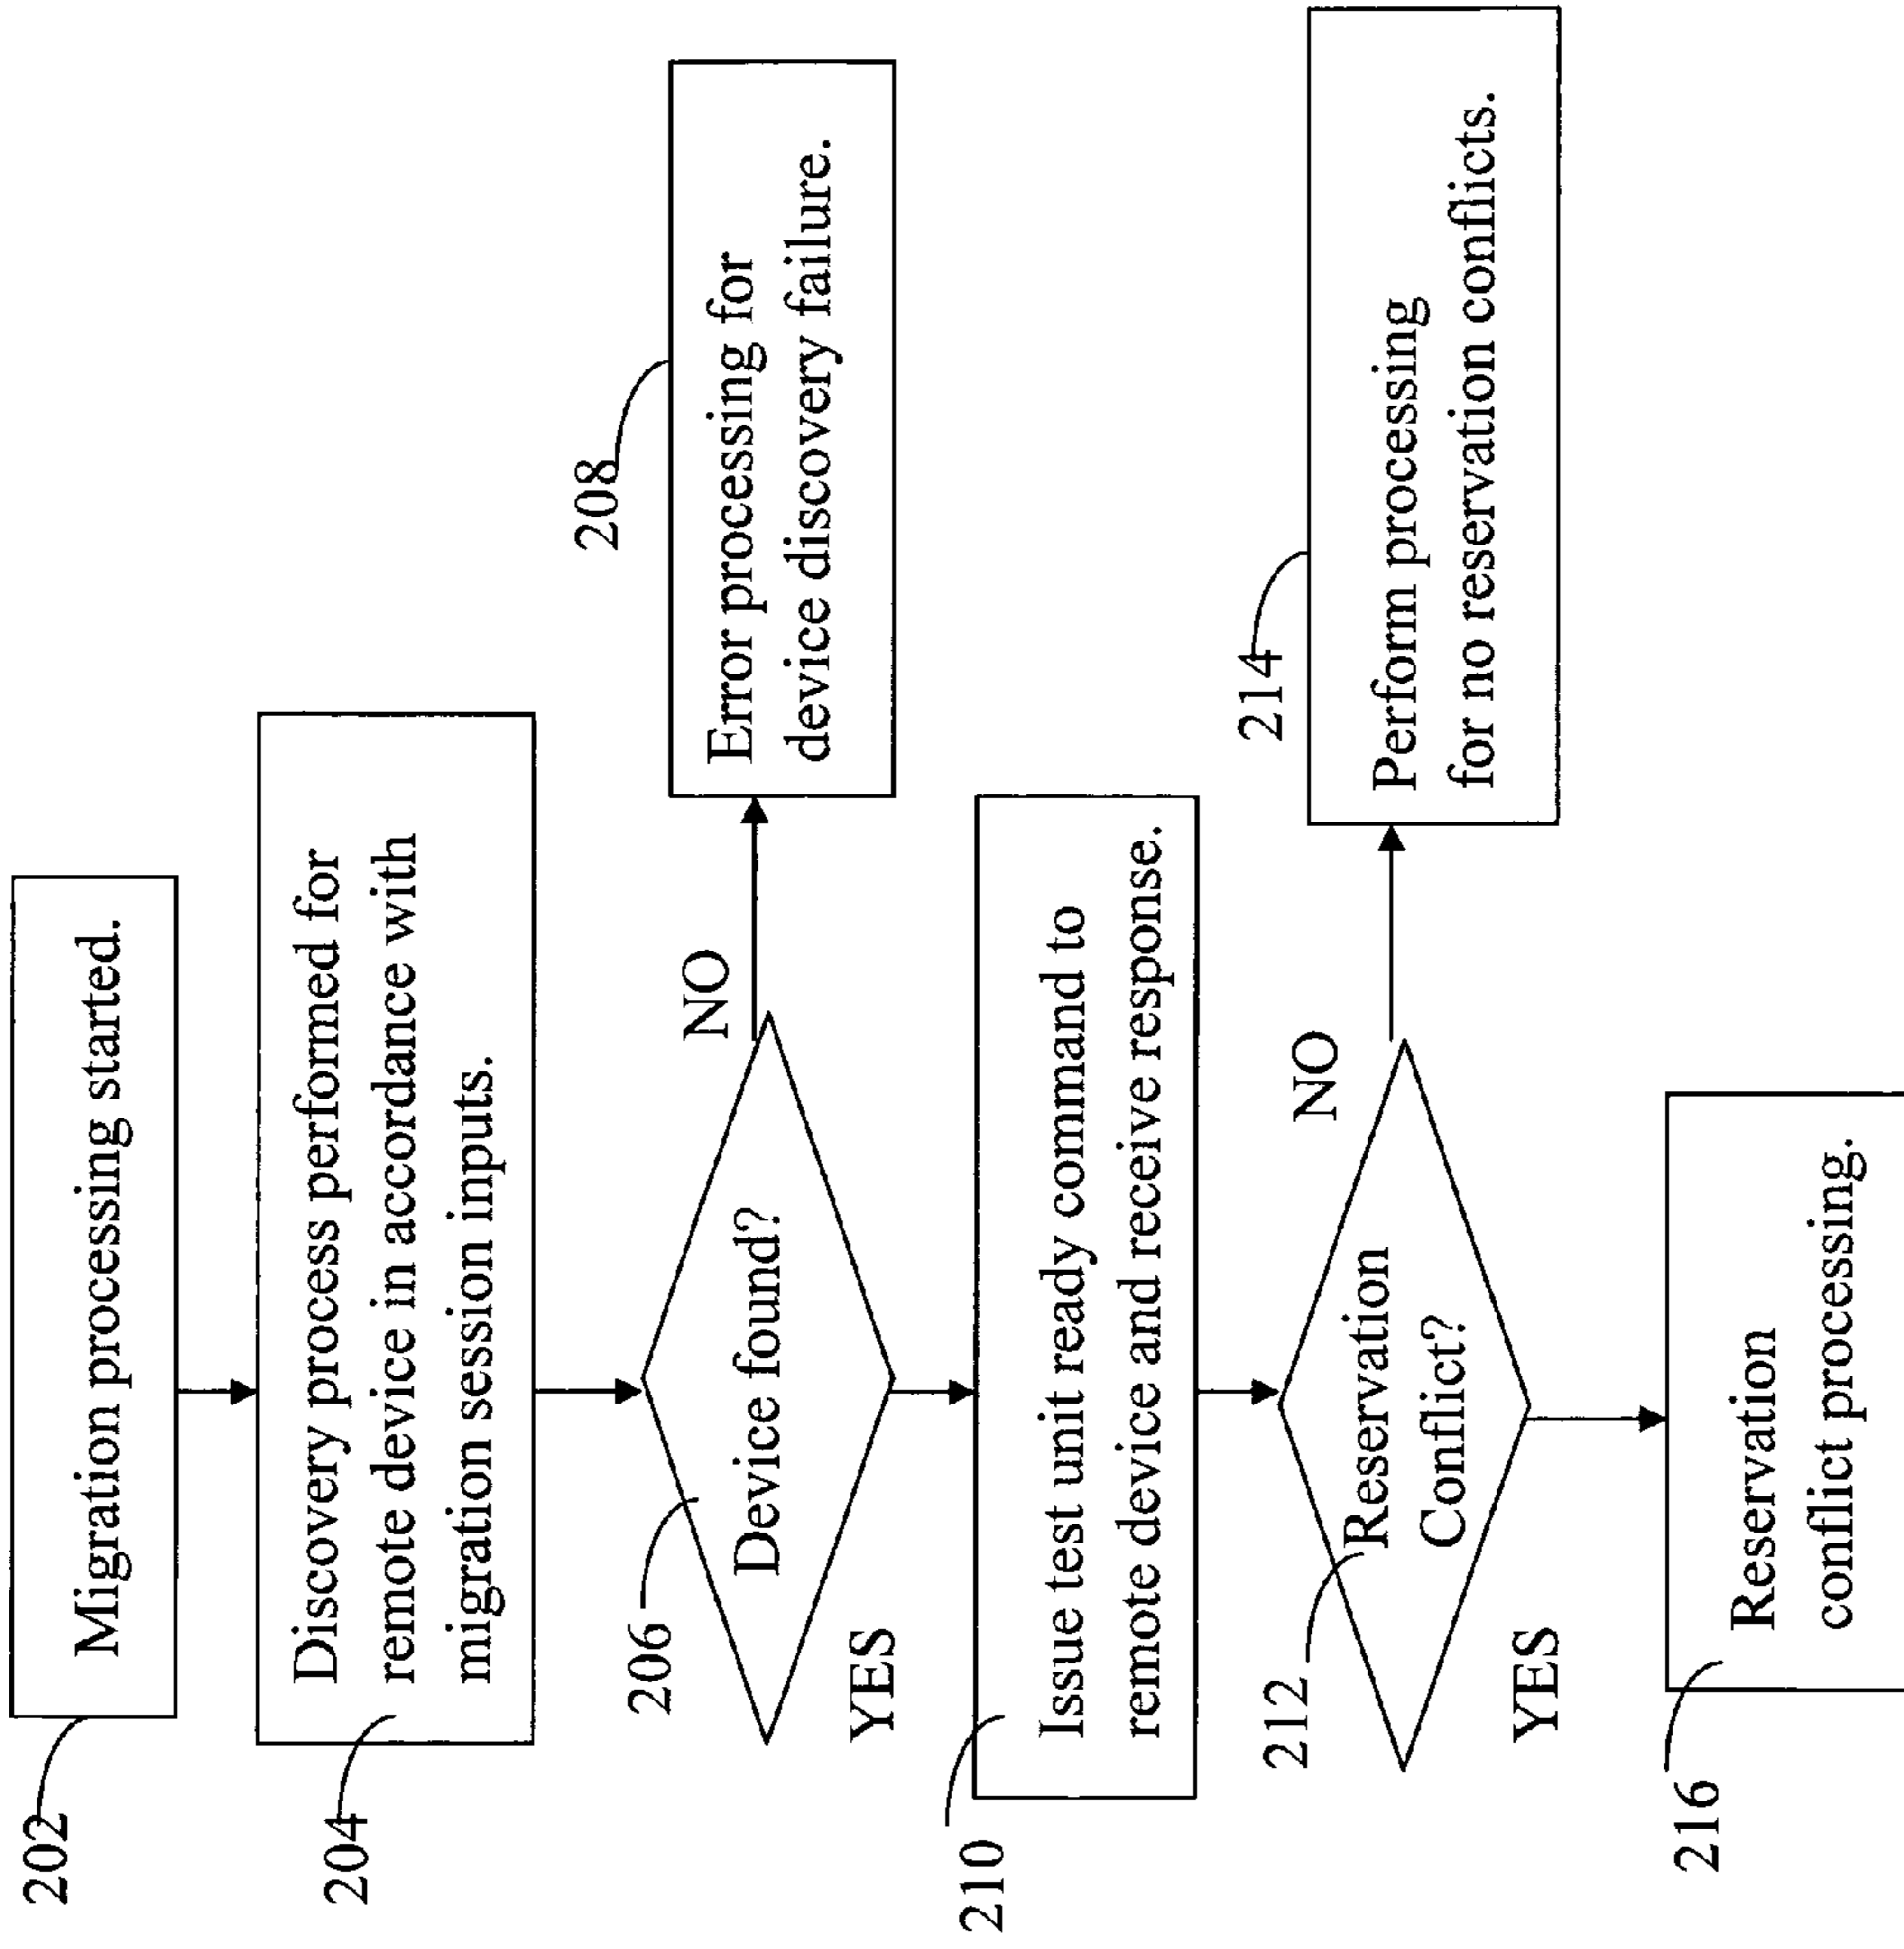 202
Migration processing started.
204
Discovery process performed for
remote device in accordance with
migration session inputs.
206
Device found?
NO
YES
208
Error processing for
device discovery failure.
210
Issue test unit ready command to
remote device and receive response.
212
Reservation
Conflict?
NO
YES
214
Perform processing
for no reservation conflicts.
216
Reservation
conflict processing.